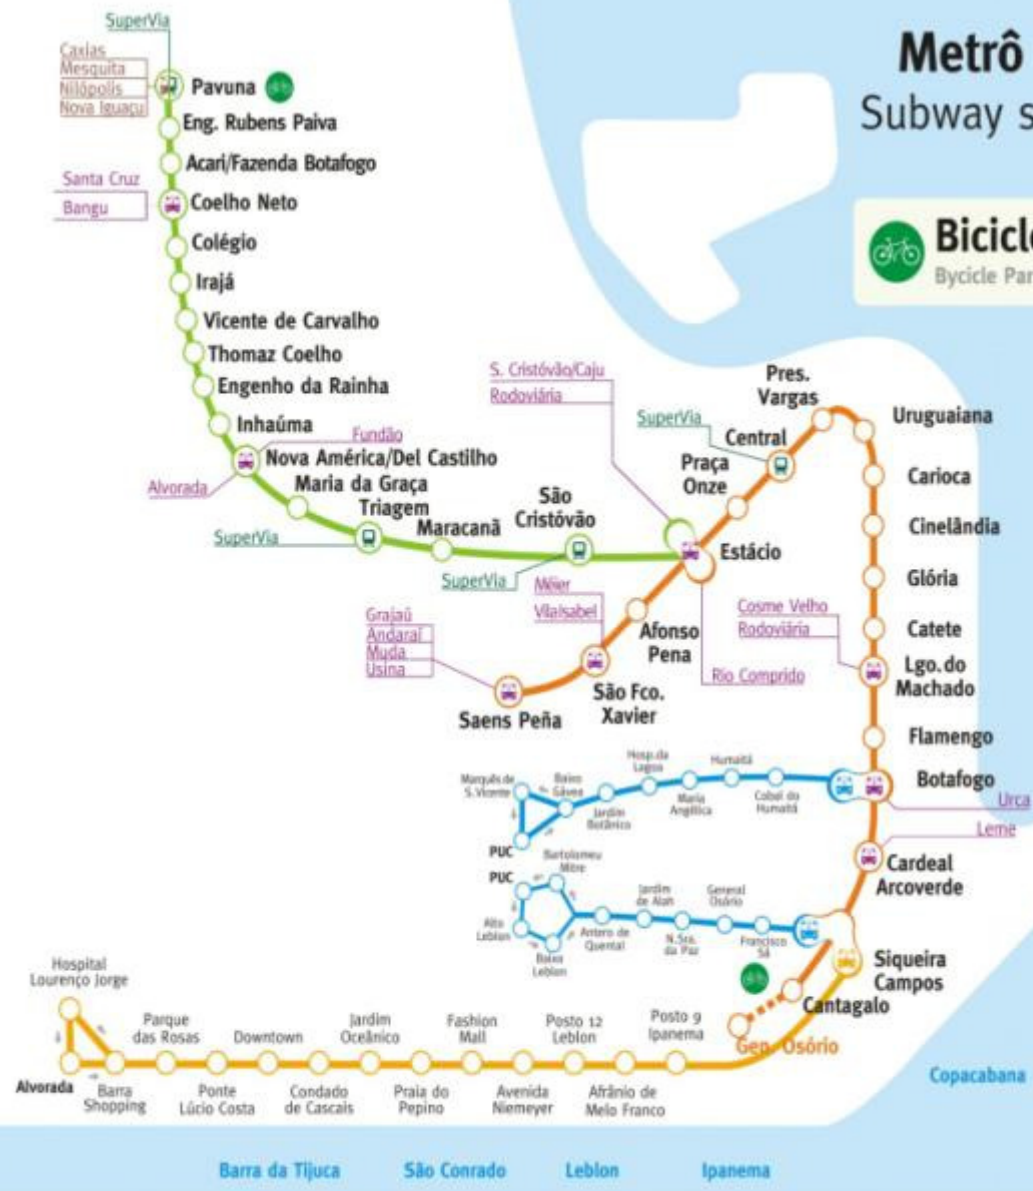 Metrô
Subway s
Bicicl
Bycicle Par
SuperVia
Caxias
Mesquita
Nilópolis
Nova Iguaçu
Pavuna
Eng. Rubens Paiva
Acari/Fazenda Botafogo
Santa Cruz
Bangu
Coelho Neto
Colégio
Irajá
Vicente de Carvalho
Thomaz Coelho
Engenho da Rainha
Inhaúma
Fundão
Nova América/Del Castilho
Alvorada
Maria da Graça
Triagem
SuperVia
Maracanã
São
Cristóvão
SuperVia
S. Cristóvão/Caju
Rodoviária
SuperVia
Pres.
Vargas
Central
Praça
Onze
Uruguaiana
Carioca
Cinelândia
Estácio
Glória
Méier
VilaIsabel
Cosme Velho
Rodoviária
Catete
Grajaú
Andaraí
Muda
Usina
Afonso
Pena
Rio Comprido
Lgo. do
Machado
São Fco.
Xavier
Saens Peña
Flamengo
Botafogo
Urca
Leme
Marquês de
S. Vicente
Baixo
Gávea
Hosp. da
Lagoa
Humaitá
Jardim
Botânico
Maria
Angélica
Cobal do
Humaitá
PUC
PUC
Bartolomeu
Mitre
Alto
Leblon
Baixo
Leblon
Antero de
Quental
Jardim
de Alah
N.Sra.
da Paz
General
Osório
Francisco
Sá
Cardeal
Arcoverde
Siqueira
Campos
Cantagalo
Gen. Osório
Hospital
Lourenço Jorge
Alvorada
Barra
Shopping
Parque
das Rosas
Ponte
Lúcio Costa
Downtown
Condado
de Cascais
Jardim
Oceânico
Praia do
Pepino
Fashion
Mall
Avenida
Niemeyer
Posto 12
Leblon
Afrânio de
Melo Franco
Posto 9
Ipanema
Copacabana
Barra da Tijuca
São Conrado
Leblon
Ipanema